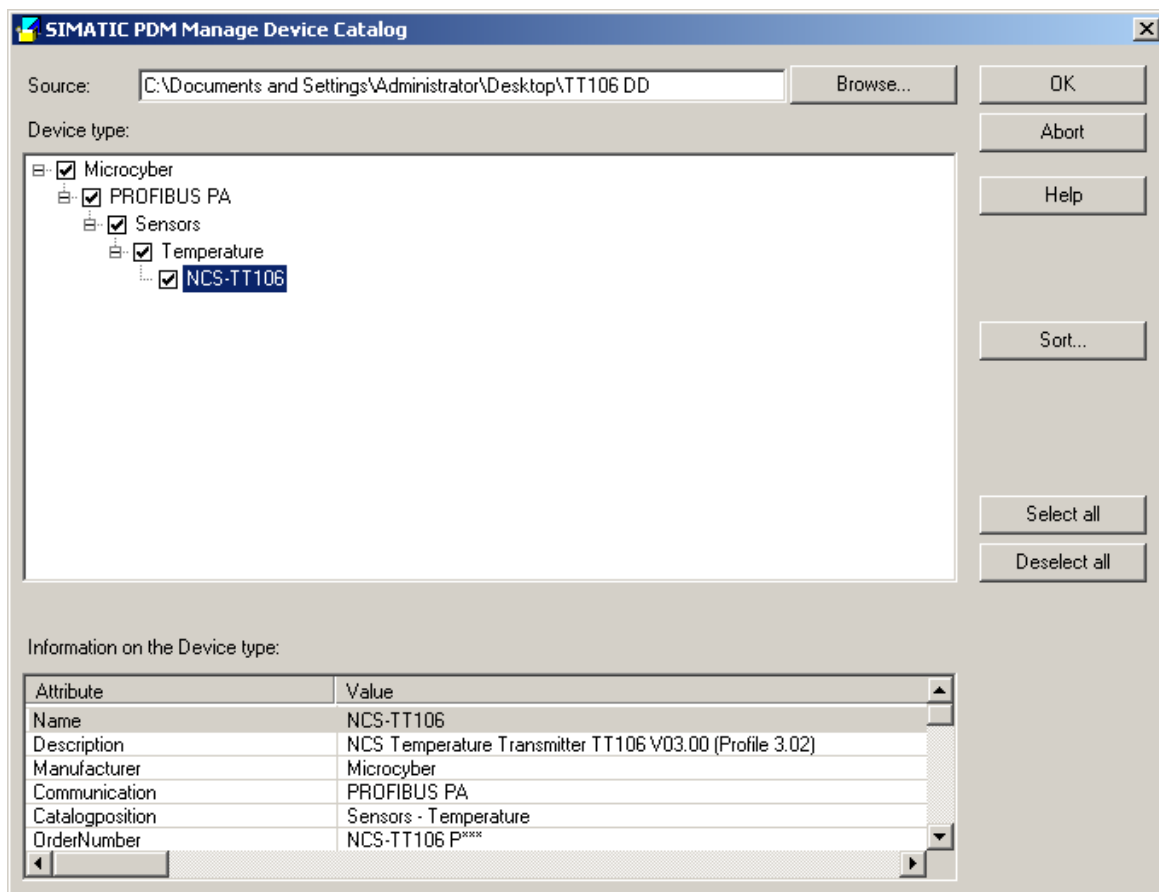 SIMATIC PDM Manage Device Catalog
Source: C:\Documents and Settings\Administrator\Desktop\TT106 DD Browse... OK
Device type: Abort
Microcyber
PROFIBUS PA Help
Sensors
Temperature
NCS-TT106
Sort...
Select all
Deselect all
Information on the Device type:
Attribute Value
Name NCS-TT106
Description NCS Temperature Transmitter TT106 V03.00 (Profile 3.02)
Manufacturer Microcyber
Communication PROFIBUS PA
Catalogposition Sensors - Temperature
OrderNumber NCS-TT106 P***